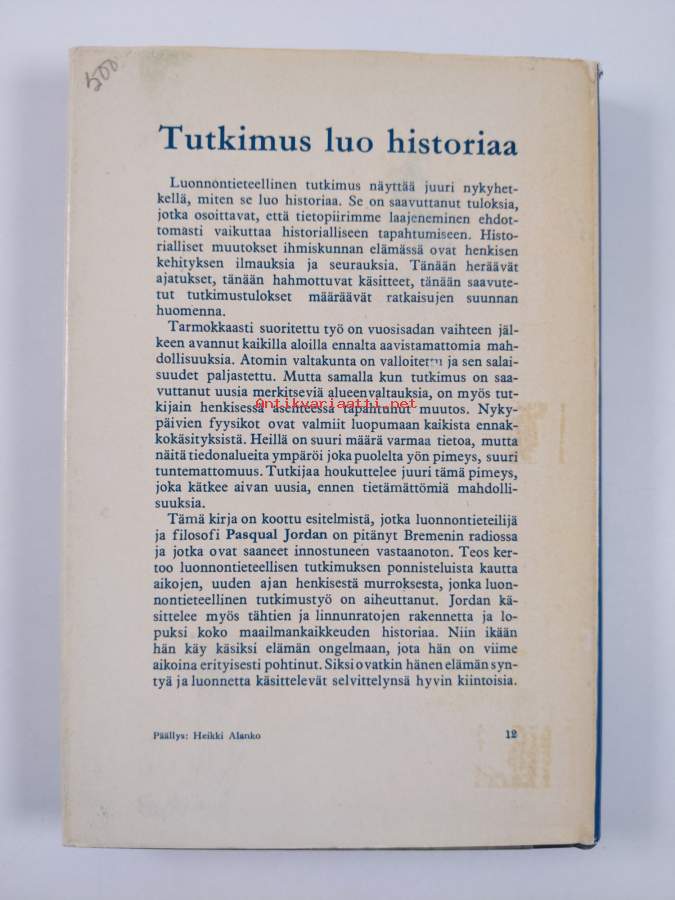 500
Tutkimus luo historiaa
Luonnontieteellinen tutkimus näyttää juuri nykyhet-
kellä, miten se luo historiaa. Se on saavuttanut tuloksia,
jotka osoittavat, että tietopiirimme laajeneminen ehdot-
tomasti vaikuttaa historialliseen tapahtumiseen. Histo-
rialliset muutokset ihmiskunnan elämässä ovat henkisen
kehityksen ilmauksia ja seurauksia. Tänään heräävät
ajatukset, tänään hahmottuvat käsitteet, tänään saavute-
tut tutkimustulokset määräävät ratkaisujen suunnan
huomenna.
Tarmokkaasti suoritettu työ on vuosisadan vaihteen jäl-
keen avannut kaikilla aloilla ennalta aavistamattomia mah-
dollisuuksia. Atomin valtakunta on valloitettu ja sen salai-
suudet paljastettu. Mutta samalla kun tutkimus on saa-
vuttanut uusia merkitseviä alueenvaltauksia, on myös tut-
kijain henkisessä asenteessa tapahtunut muutos. Nyky-
Antikvariaatti.net
päivien fyysikot ovat valmiit luopumaan kaikista ennak-
kokäsityksistä. Heillä on suuri määrä varmaa tietoa, mutta
näitä tiedonalueita ympäröi joka puolelta yön pimeys, suuri
tuntemattomuus. Tutkijaa houkuttelee juuri tämä pimeys,
joka kätkee aivan uusia, ennen tietämättömiä mahdolli-
suuksia.
Tämä kirja on koottu esitelmistä, jotka luonnontieteilijä
ja filosofi Pasqual Jordan on pitänyt Bremenin radiossa
ja jotka ovat saaneet innostuneen vastaanoton. Teos ker-
too luonnontieteellisen tutkimuksen ponnisteluista kautta
aikojen, uuden ajan henkisestä murroksesta, jonka luon-
nontieteellinen tutkimustyö on aiheuttanut. Jordan kä-
sittelee myös tähtien ja linnunratojen rakennetta ja lo-
puksi koko maailmankaikkeuden historiaa. Niin ikään
hän käy käsiksi elämän ongelmaan, jota hän on viime
aikoina erityisesti pohtinut. Siksi ovatkin hänen elämän syn-
tyä ja luonnetta käsittelevät selvittelynsä hyvin kiintoisia.
Päällys: Heikki Alanko
12